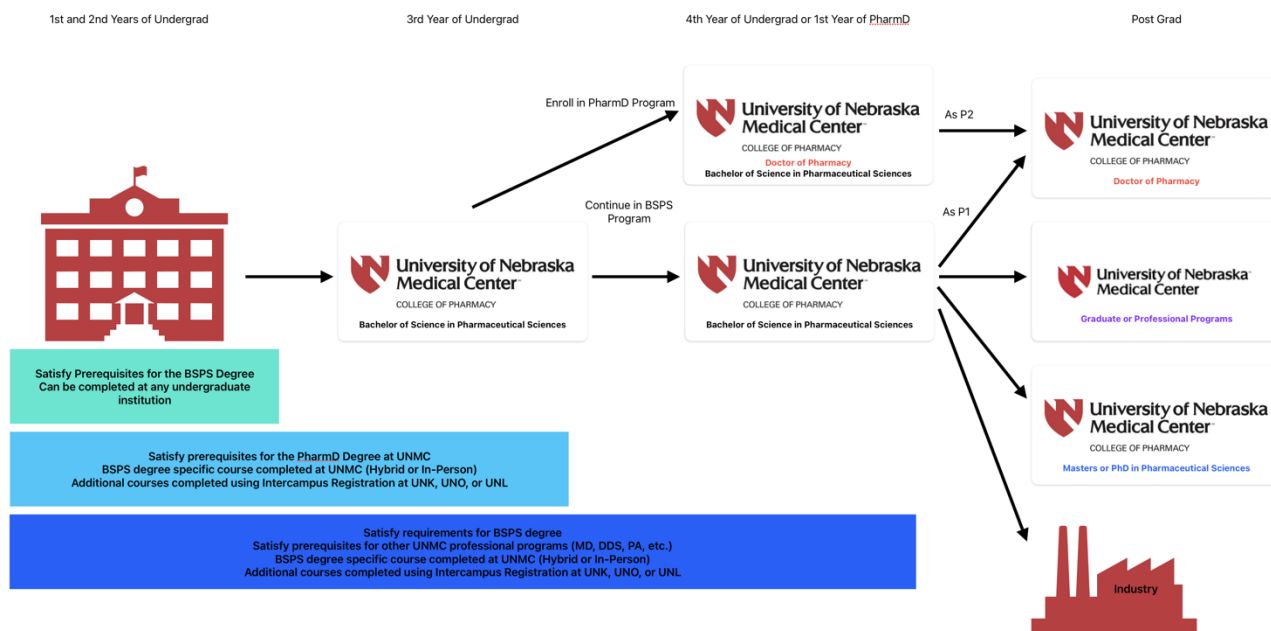 1st and 2nd Years of Undergrad
3rd Year of Undergrad
4th Year of Undergrad or 1st Year of PharmD
Post Grad
Enroll in PharmD Program
University of Nebraska
Medical Center™
COLLEGE OF PHARMACY
Doctor of Pharmacy
Bachelor of Science in Pharmaceutical Sciences
As P2
University of Nebraska
Medical Center™
COLLEGE OF PHARMACY
Doctor of Pharmacy
University of Nebraska
Medical Center™
COLLEGE OF PHARMACY
Bachelor of Science in Pharmaceutical Sciences
Continue in BSPS
Program
University of Nebraska
Medical Center™
COLLEGE OF PHARMACY
Bachelor of Science in Pharmaceutical Sciences
As P1
University of Nebraska
Medical Center™
Graduate or Professional Programs
University of Nebraska
Medical Center™
COLLEGE OF PHARMACY
Masters or PhD in Pharmaceutical Sciences
Industry
Satisfy Prerequisites for the BSPS Degree
Can be completed at any undergraduate
institution
Satisfy prerequisites for the PharmD Degree at UNMC
BSPS degree specific course completed at UNMC (Hybrid or In-Person)
Additional courses completed using Intercampus Registration at UNK, UNO, or UNL
Satisfy requirements for BSPS degree
Satisfy prerequisites for other UNMC professional programs (MD, DDS, PA, etc.)
BSPS degree specific course completed at UNMC (Hybrid or In-Person)
Additional courses completed using Intercampus Registration at UNK, UNO, or UNL